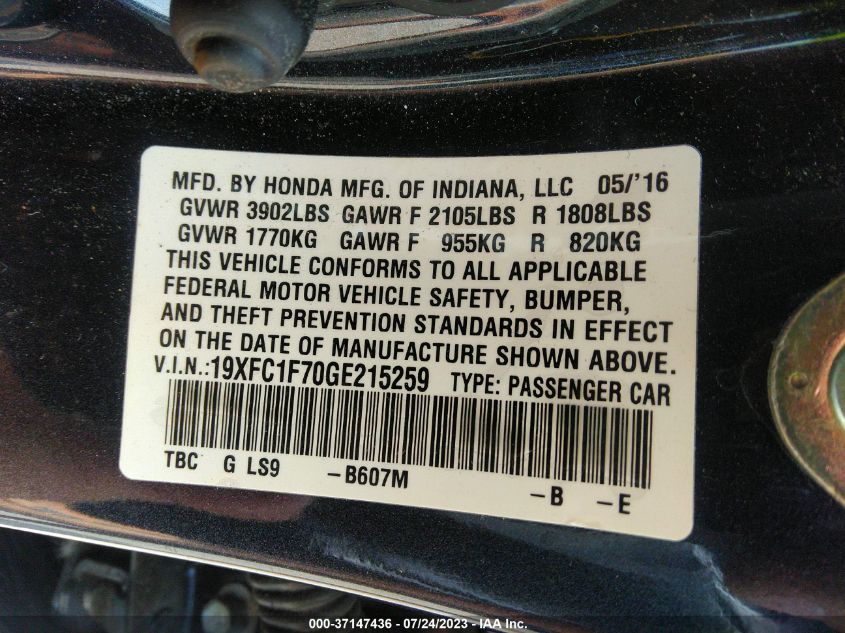 MFD. BY HONDA MFG. OF INDIANA, LLC 05/'16
GVWR 3902LBS GAWR F 2105LBS R 1808LBS
GVWR 1770KG GAWR F 955KG R 820KG
THIS VEHICLE CONFORMS TO ALL APPLICABLE
FEDERAL MOTOR VEHICLE SAFETY, BUMPER,
AND THEFT PREVENTION STANDARDS IN EFFECT
ON THE DATE OF MANUFACTURE SHOWN ABOVE.
V.I.N.:19XFC1F70GE215259 TYPE: PASSENGER CAR
TBC G LS9 -B607M -B -E
000-37147436 - 07/24/2023 - IAA Inc.